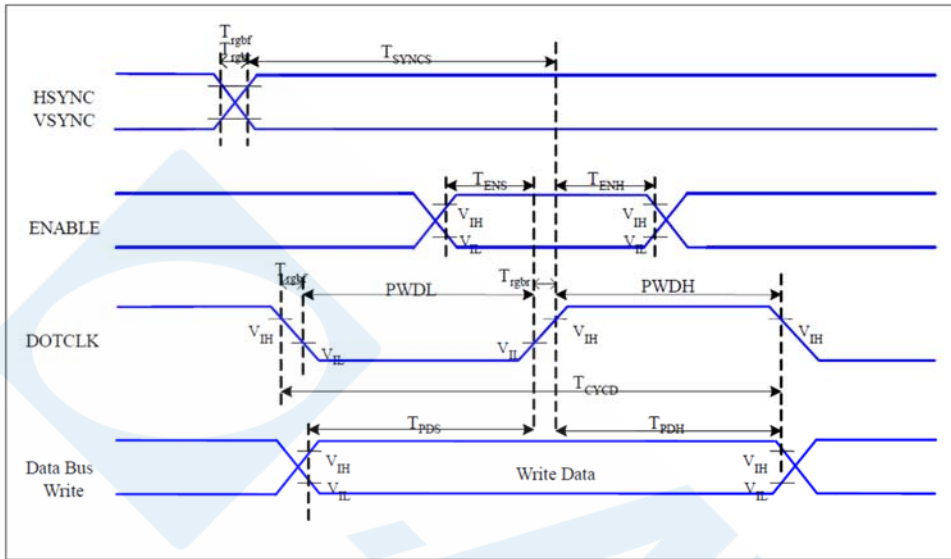 Trgbf
Trgbr
TSYNCS
HSYNC
VSYNC
TENS
TENH
VIH
VIH
ENABLE
VIL
VIL
Trgbf
PWDL
Trgbr
PWDH
VIH
VIH
VIH
DOTCLK
VIL
VIL
TCYCD
TPDS
TPDH
VIH
VIH
Data Bus
Write
Write Data
VIL
VIL